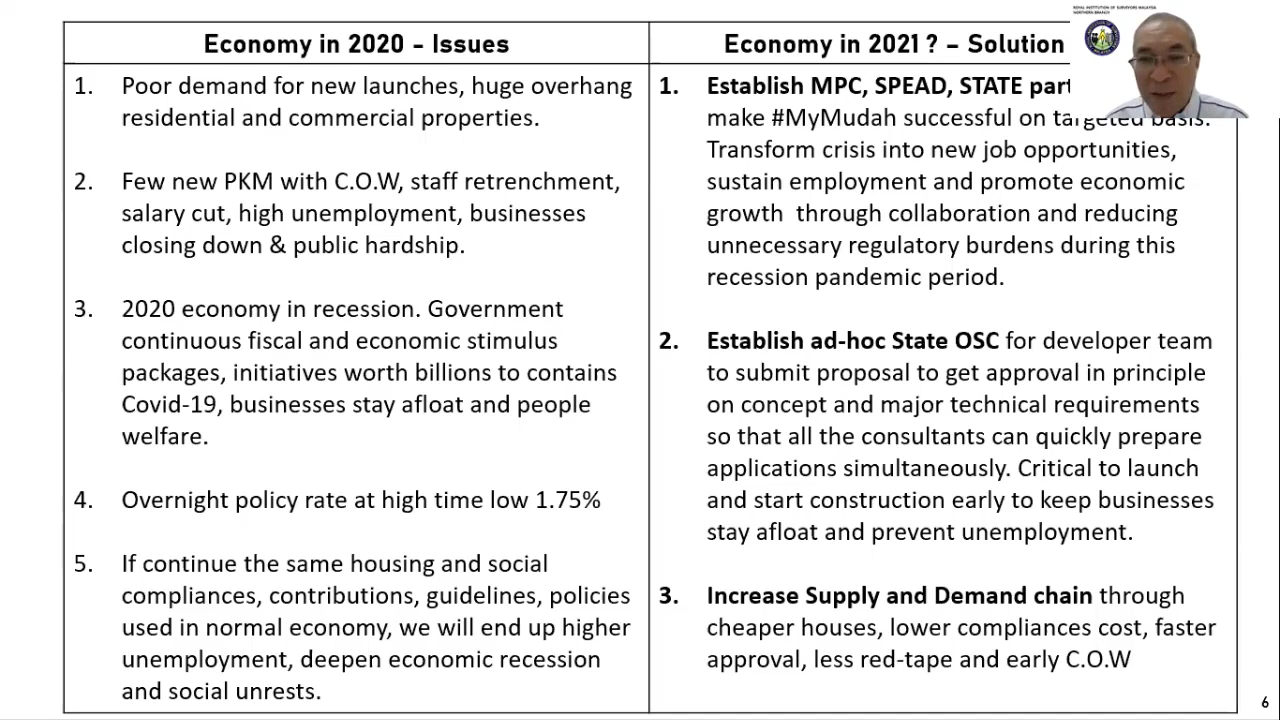 ROYAL INSTITUTION OF SURVEYORS MALAYSIA
NORTHERN BRANCH
Economy in 2020 – Issues
1. Poor demand for new launches, huge overhang
residential and commercial properties.
2. Few new PKM with C.O.W, staff retrenchment,
salary cut, high unemployment, businesses
closing down & public hardship.
3. 2020 economy in recession. Government
continuous fiscal and economic stimulus
packages, initiatives worth billions to contains
Covid-19, businesses stay afloat and people
welfare.
4. Overnight policy rate at high time low 1.75%
5. If continue the same housing and social
compliances, contributions, guidelines, policies
used in normal economy, we will end up higher
unemployment, deepen economic recession
and social unrests.
Economy in 2021 ? – Solution
1. Establish MPC, SPEAD, STATE part
make #MyMudah successful on targeted basis.
Transform crisis into new job opportunities,
sustain employment and promote economic
growth through collaboration and reducing
unnecessary regulatory burdens during this
recession pandemic period.
2. Establish ad-hoc State OSC for developer team
to submit proposal to get approval in principle
on concept and major technical requirements
so that all the consultants can quickly prepare
applications simultaneously. Critical to launch
and start construction early to keep businesses
stay afloat and prevent unemployment.
3. Increase Supply and Demand chain through
cheaper houses, lower compliances cost, faster
approval, less red-tape and early C.O.W
6